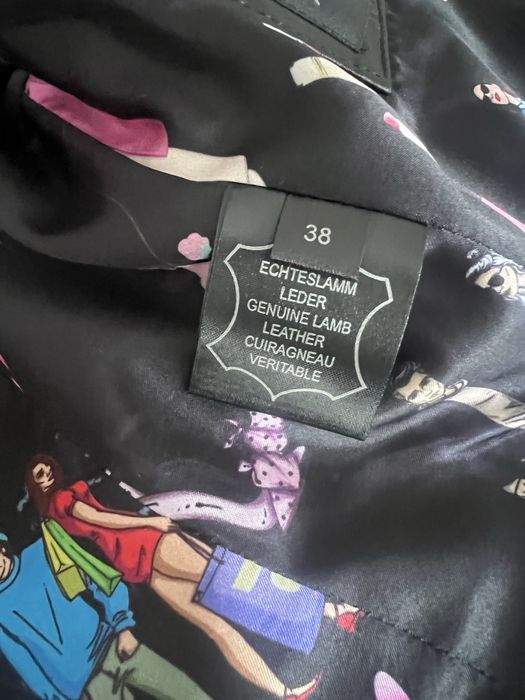 38
ECHTESLAMM
LEDER
GENUINE LAMB
LEATHER
CUIRAGNEAU
VERITABLE